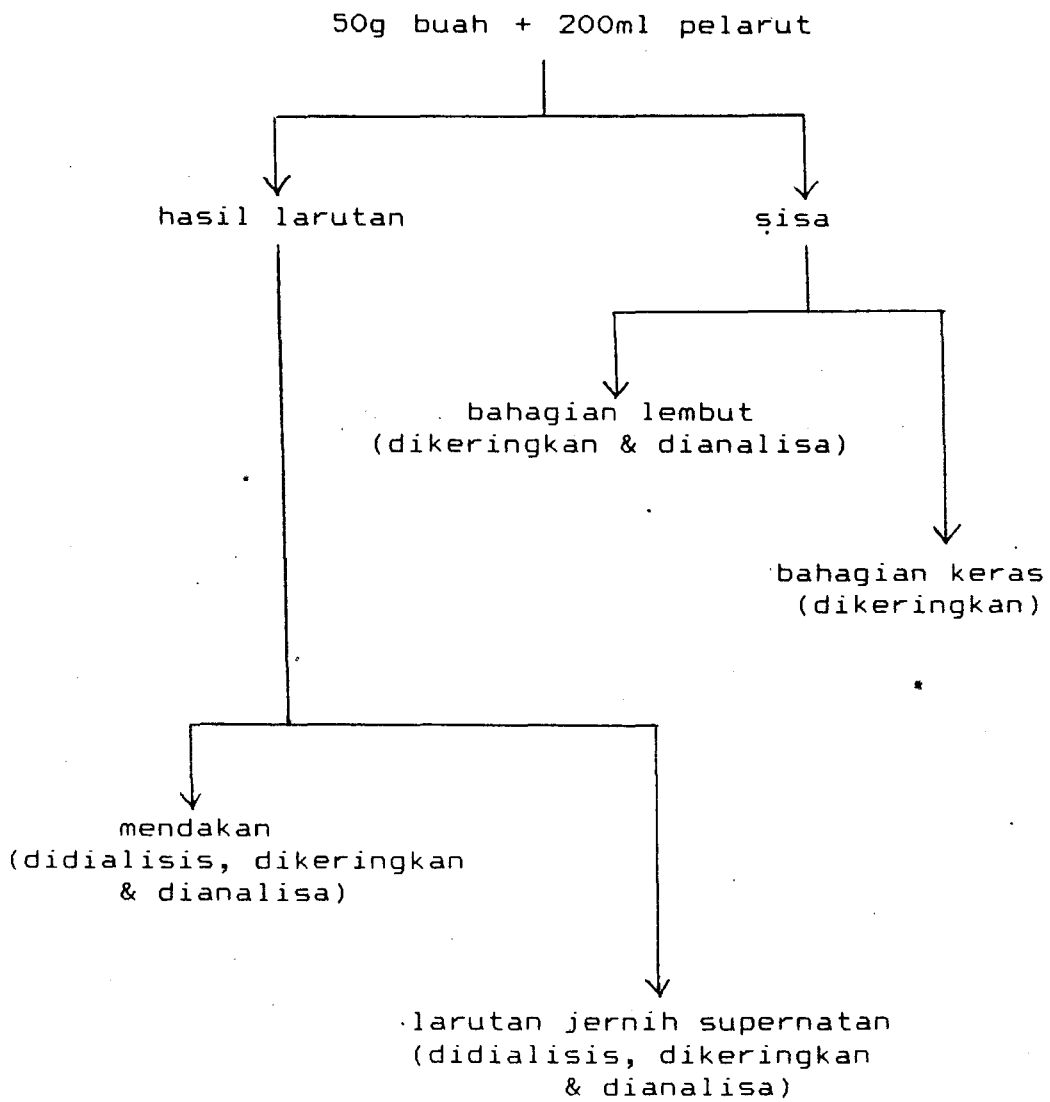 50g buah + 200ml pelarut
hasil larutan
sisa
bahagian lembut
(dikeringkan & dianalisa)
bahagian keras
(dikeringkan)
mendakan
(didialisis, dikeringkan
& dianalisa)
larutan jernih supernatan
(didialisis, dikeringkan
& dianalisa)